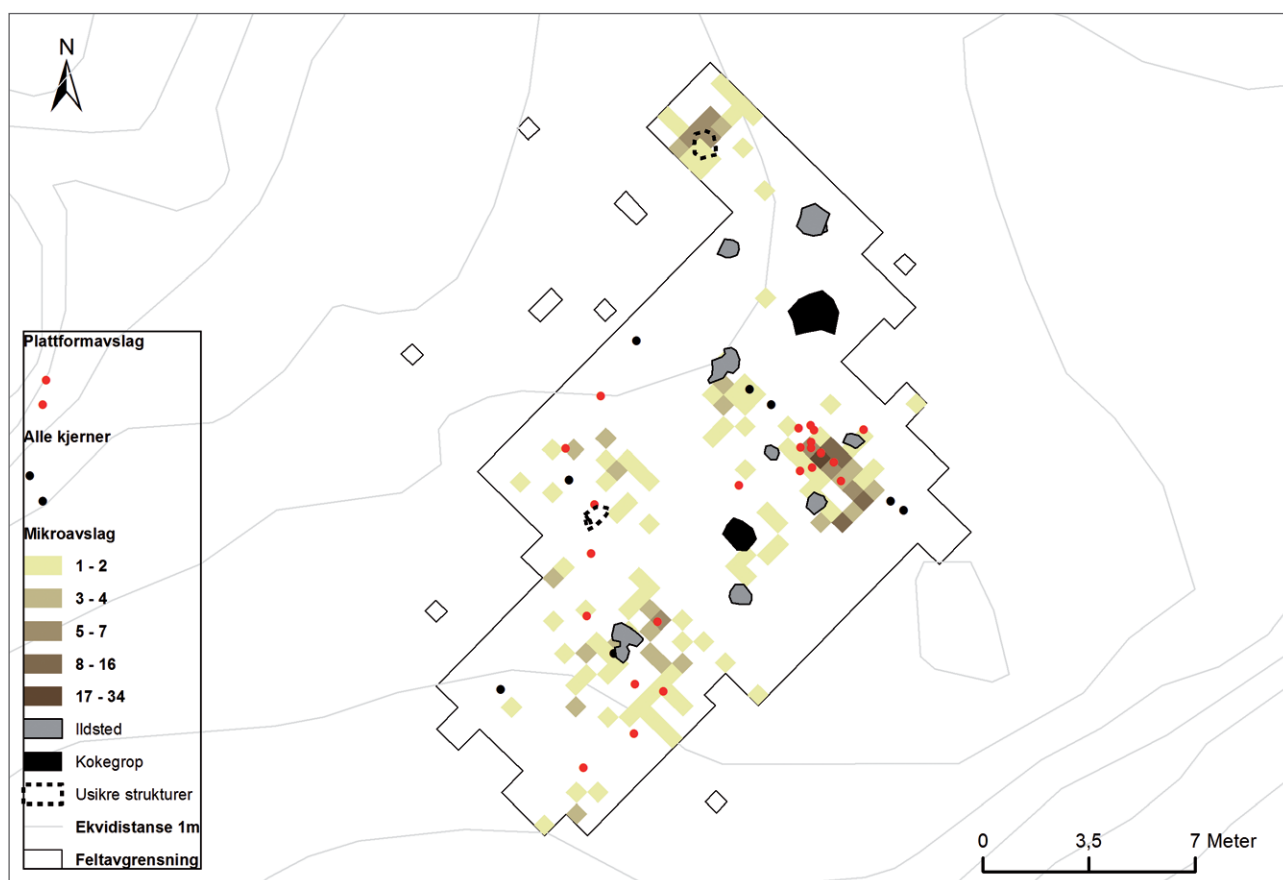 N
Plattformavslag
Alle kjerner
Mikroavslag
1 - 2
3 - 4
5 - 7
8 - 16
17 - 34
Ildsted
Kokegrop
Usikre strukturer
Ekvidistanse 1m
Feltavgrensning
0 3,5 7 Meter